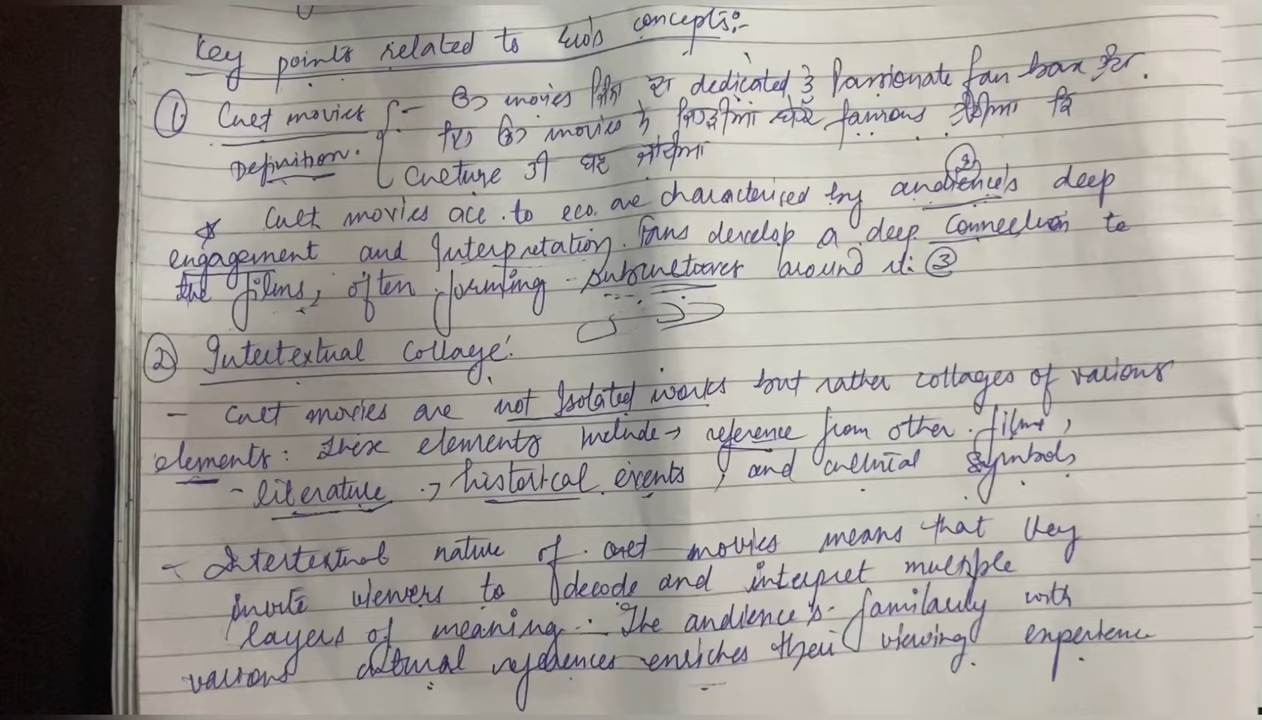 Key points related to eco's concepts:-
① Cult movies { - ਓਹ movies ਜਿਨਾ ਦਾ dedicated ਤੇ Passionate fan base ਹੋਵੇ.
Definition. ਓਹ movies ਨੇ famous
culture ਦੀ
Cult movies acc. to eco. are characterised by audience's deep
engagement and Interpretation. Fans develop a deep connection to
the films, often forming subcultures around it. ③
② Intertextual Collage.
- Cult movies are not Isolated works but rather collages of various
elements: These elements include → reference from other films,
- literature → historical events, and cultural symbols
- Intertextual nature of cult movies means that they
invite viewers to decode and interpret multiple
layers of meaning. The audience's familarity with
various cultural references enriches their viewing experience